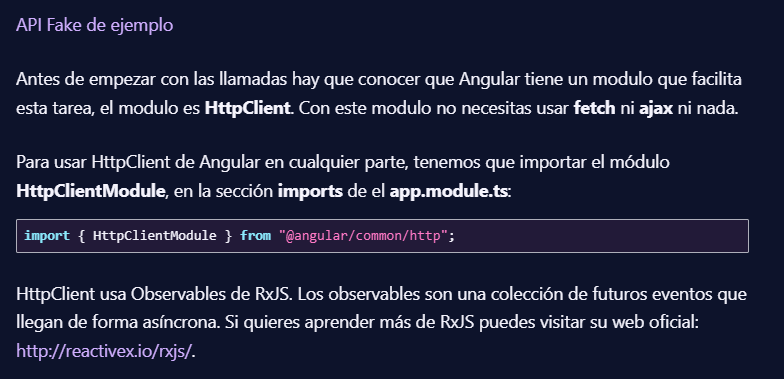 API Fake de ejemplo
Antes de empezar con las llamadas hay que conocer que Angular tiene un modulo que facilita
esta tarea, el modulo es HttpClient. Con este modulo no necesitas usar fetch ni ajax ni nada.
Para usar HttpClient de Angular en cualquier parte, tenemos que importar el módulo
HttpClientModule, en la sección imports de el app.module.ts:
import { HttpClientModule } from "@angular/common/http";
HttpClient usa Observables de RxJS. Los observables son una colección de futuros eventos que
llegan de forma asíncrona. Si quieres aprender más de RxJS puedes visitar su web oficial:
http://reactivex.io/rxjs/.